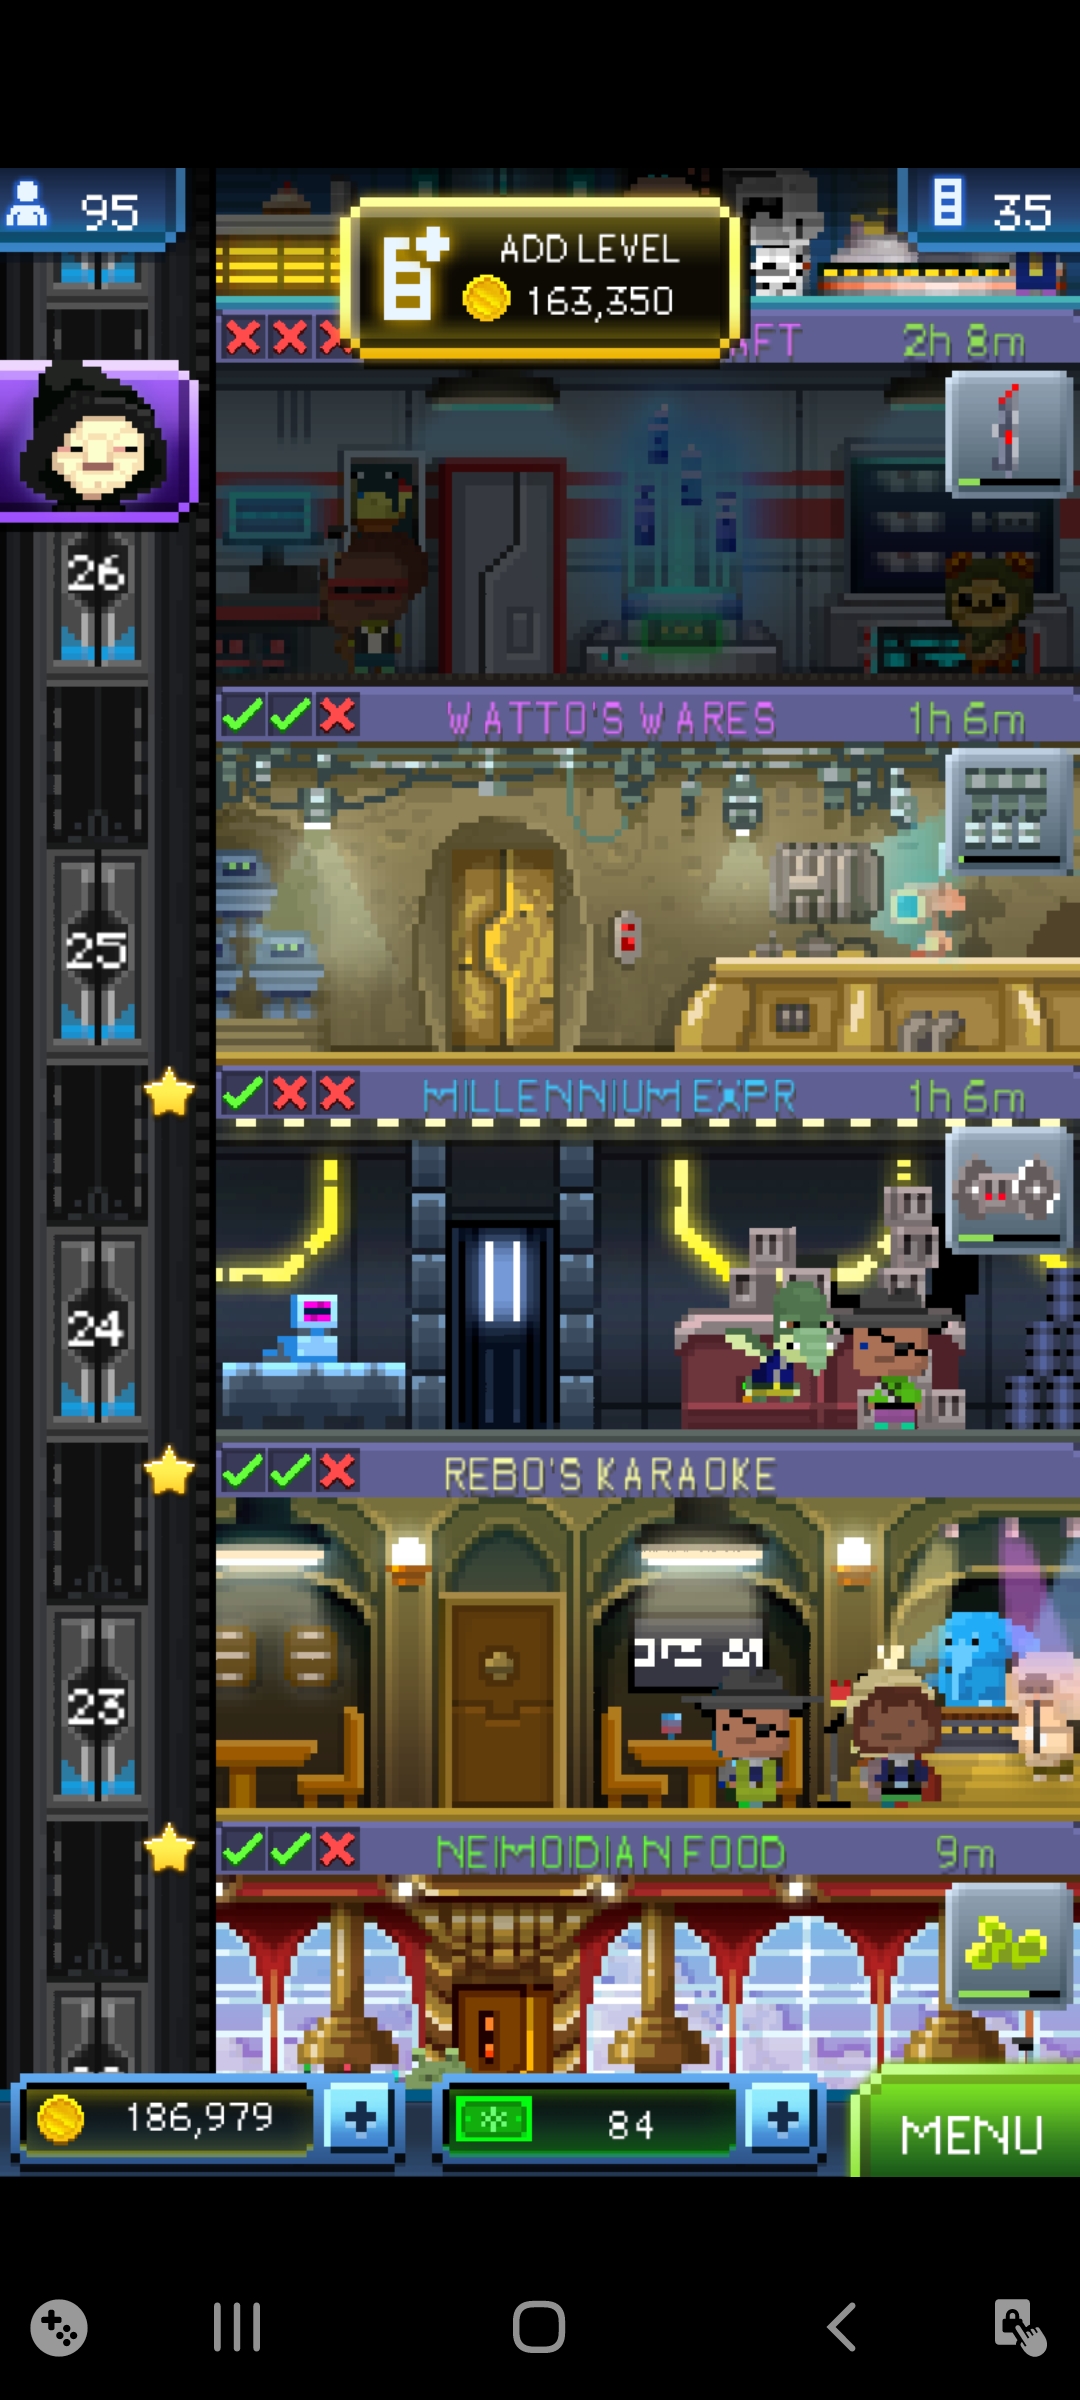 95
35
ADD LEVEL
163,350
2h 8m
26
WATTO'S WARES 1h 6m
25
MILLENNIUM EXPR 1h 6m
24
REBO'S KARAOKE
23
NEIMOIDIAN FOOD 9m
186,979
84
MENU